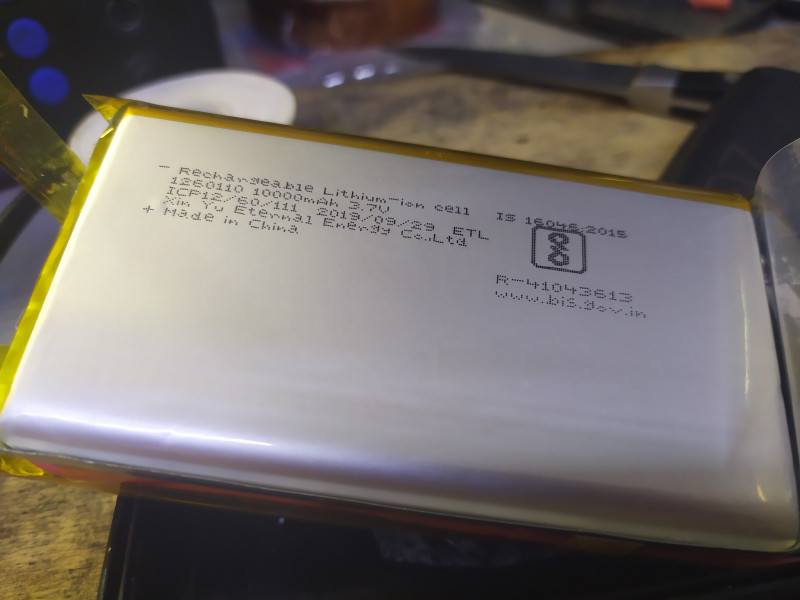 - Rechargeable Lithium-ion cell
1260110 10000mAh 3.7V
ICP12/60/111 2019/09/29 ETL
Xin Yu Eternal Energy Co.,Ltd
+ Made in China
IS 16046:2015
R-41043613
www.bis.gov.in